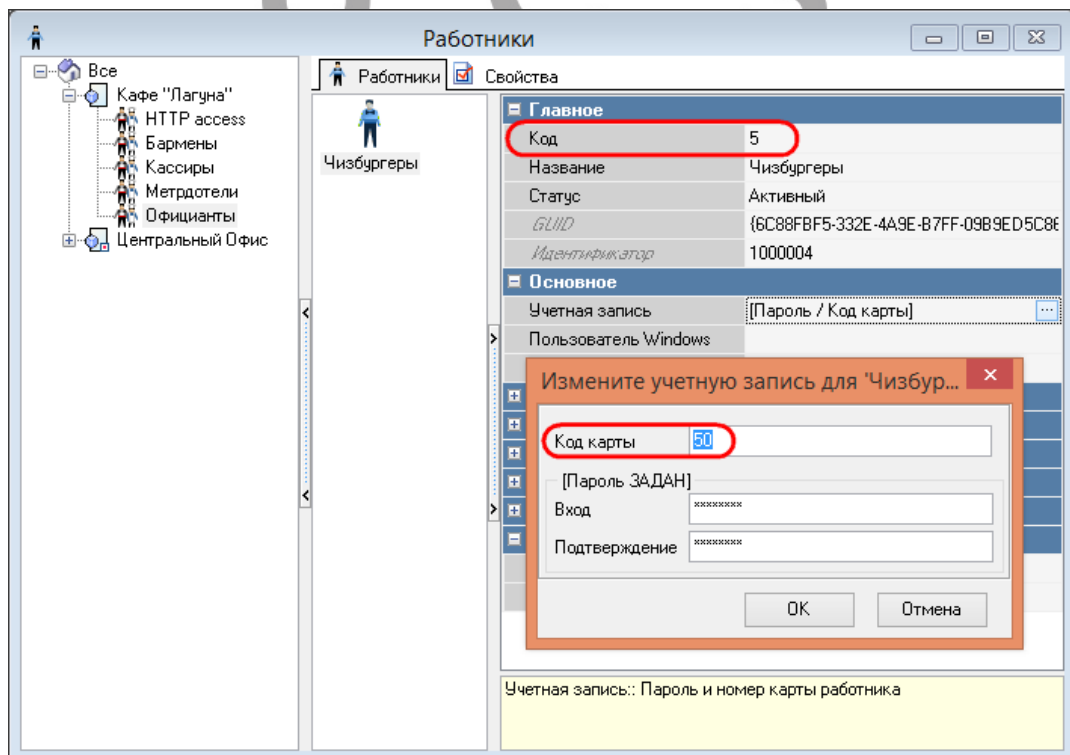 Работники
Все
Кафе "Лагуна"
HTTP access
Бармены
Кассиры
Метрдотели
Официанты
Центральный Офис
Работники
Свойства
Чизбургеры
Главное
Код 5
Название Чизбургеры
Статус Активный
GUID {6C88FBF5-332E-4A9E-B7FF-09B9ED5C86
Идентификатор 1000004
Основное
Учетная запись [Пароль / Код карты] ...
Пользователь Windows
Измените учетную запись для 'Чизбур...
Код карты 50
[Пароль ЗАДАН]
Вход ********
Подтверждение ********
OK Отмена
Учетная запись:: Пароль и номер карты работника